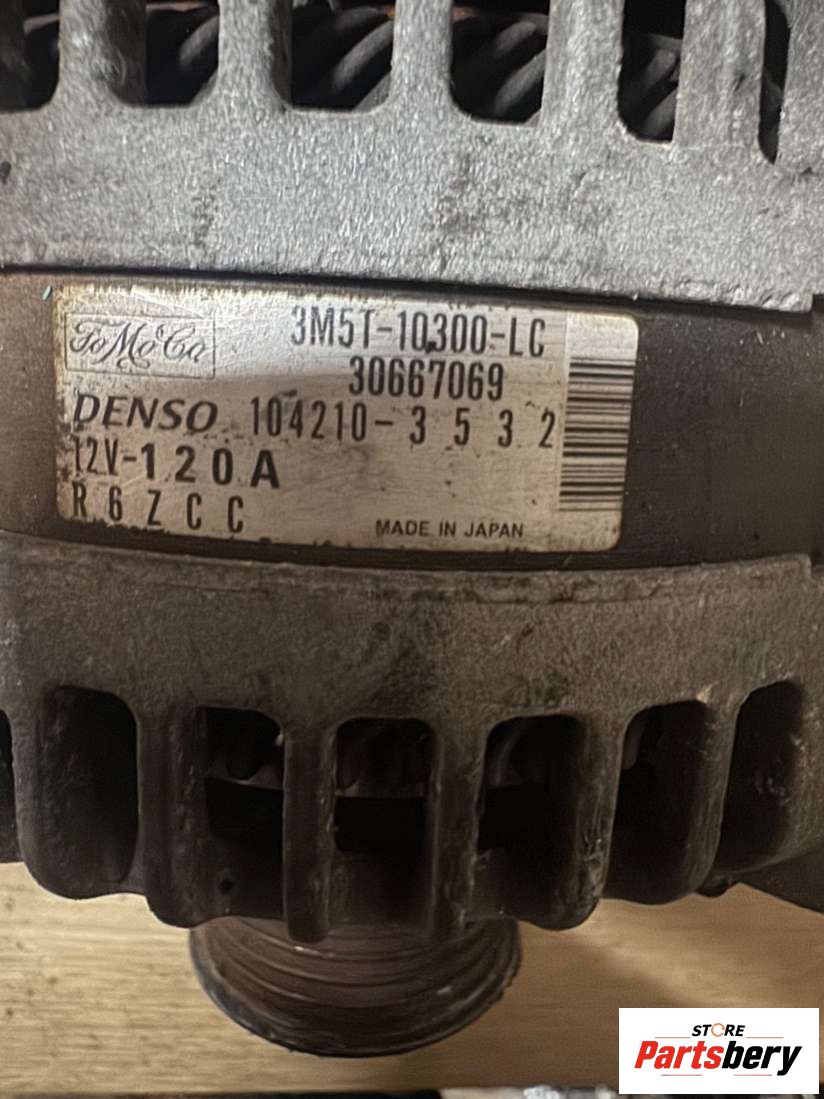 FoMoCo
3M5T-10300-LC
30667069
DENSO 104210-3532
12V-120A
R6ZCC
MADE IN JAPAN
STORE
Partsbery